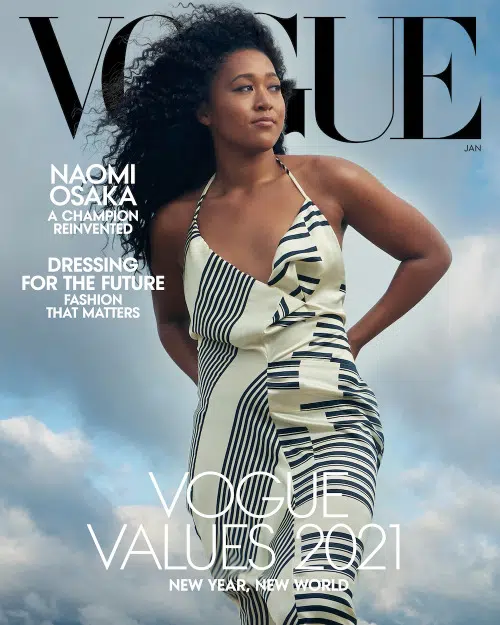 VOGUE
JAN
NAOMI
OSAKA
A CHAMPION
REINVENTED
DRESSING
FOR THE FUTURE
FASHION
THAT MATTERS
VOGUE
VALUES 2021
NEW YEAR, NEW WORLD